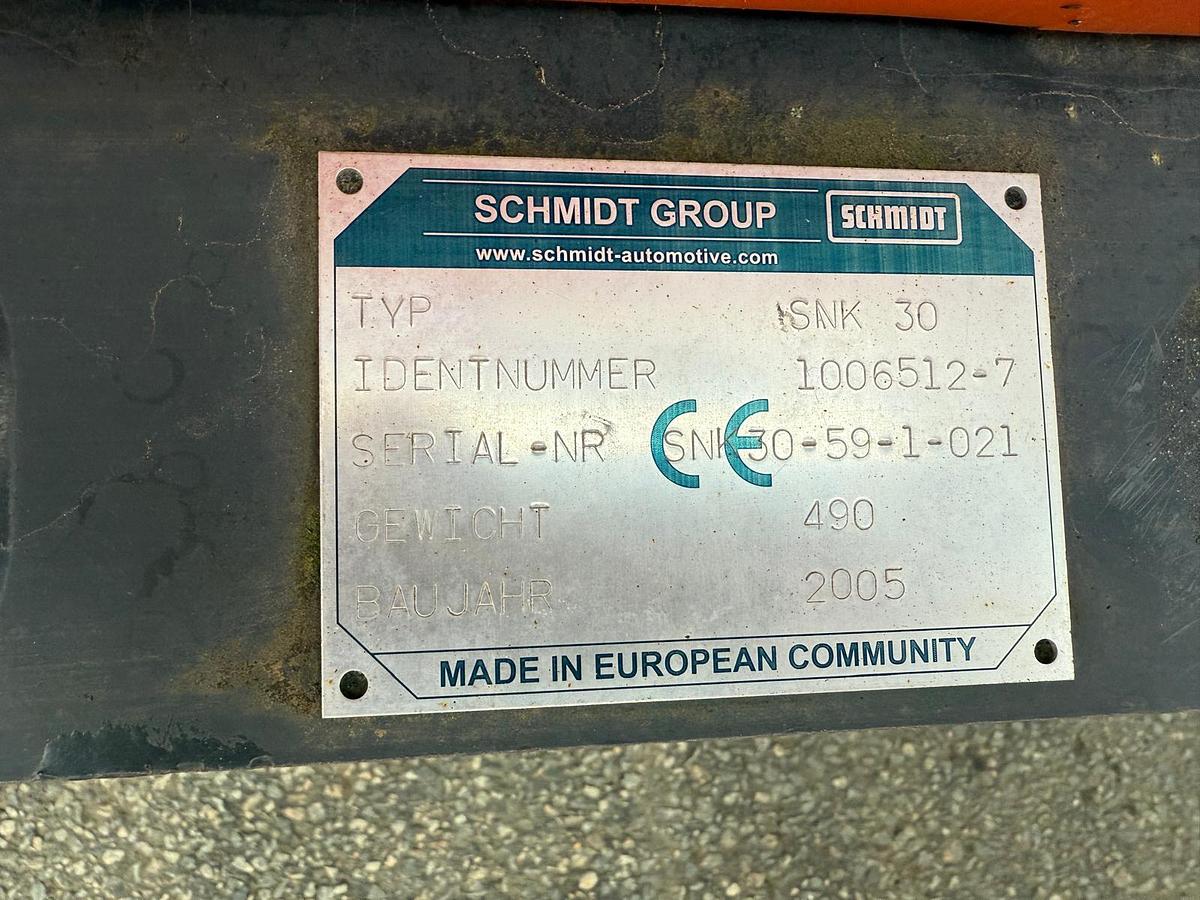 SCHMIDT GROUP SCHMIDT
www.schmidt-automotive.com
TYP SNK 30
IDENTNUMMER 1006512-7
CE
SERIAL-NR SNK30-59-1-021
GEWICHT 490
BAUJAHR 2005
MADE IN EUROPEAN COMMUNITY